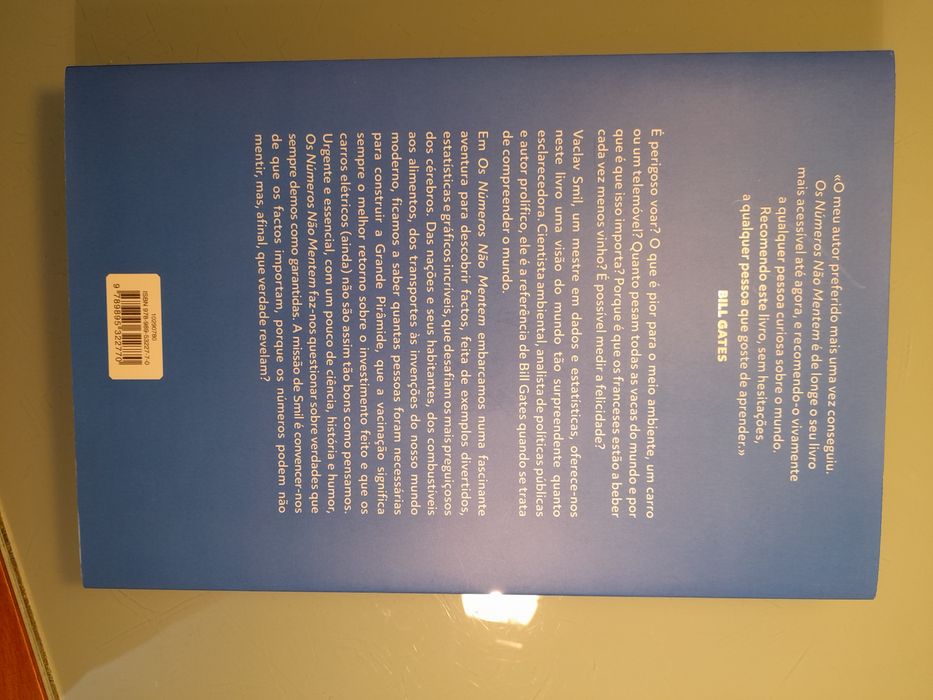 «O meu autor preferido mais uma vez conseguiu.
Os Números Não Mentem é de longe o seu livro
mais acessível até agora, e recomendo-o vivamente
a qualquer pessoa curiosa sobre o mundo.
Recomendo este livro, sem hesitações,
a qualquer pessoa que goste de aprender.»
BILL GATES
É perigoso voar? O que é pior para o meio ambiente, um carro
ou um telemóvel? Quanto pesam todas as vacas do mundo e por
que é que isso importa? Porque é que os franceses estão a beber
cada vez menos vinho? É possível medir a felicidade?
Vaclav Smil, um mestre em dados e estatísticas, oferece-nos
neste livro uma visão do mundo tão surpreendente quanto
esclarecedora. Cientista ambiental, analista de políticas públicas
e autor prolífico, ele é a referência de Bill Gates quando se trata
de compreender o mundo.
Em Os Números Não Mentem embarcamos numa fascinante
aventura para descobrir factos, feita de exemplos divertidos,
estatísticas e gráficos incríveis, que desafiam os mais preguiçosos
dos cérebros. Das nações e seus habitantes, dos combustíveis
aos alimentos, dos transportes às invenções do nosso mundo
moderno, ficamos a saber quantas pessoas foram necessárias
para construir a Grande Pirâmide, que a vacinação significa
sempre o melhor retorno sobre o investimento feito e que os
carros elétricos (ainda) não são assim tão bons como pensamos.
Urgente e essencial, com um pouco de ciência, história e humor,
Os Números Não Mentem faz-nos questionar sobre verdades que
sempre demos como garantidas. A missão de Smil é convencer-nos
de que os factos importam, porque os números podem não
mentir, mas, afinal, que verdade revelam?
10290780
ISBN 978-989-53227-7-0
9 789895 322770